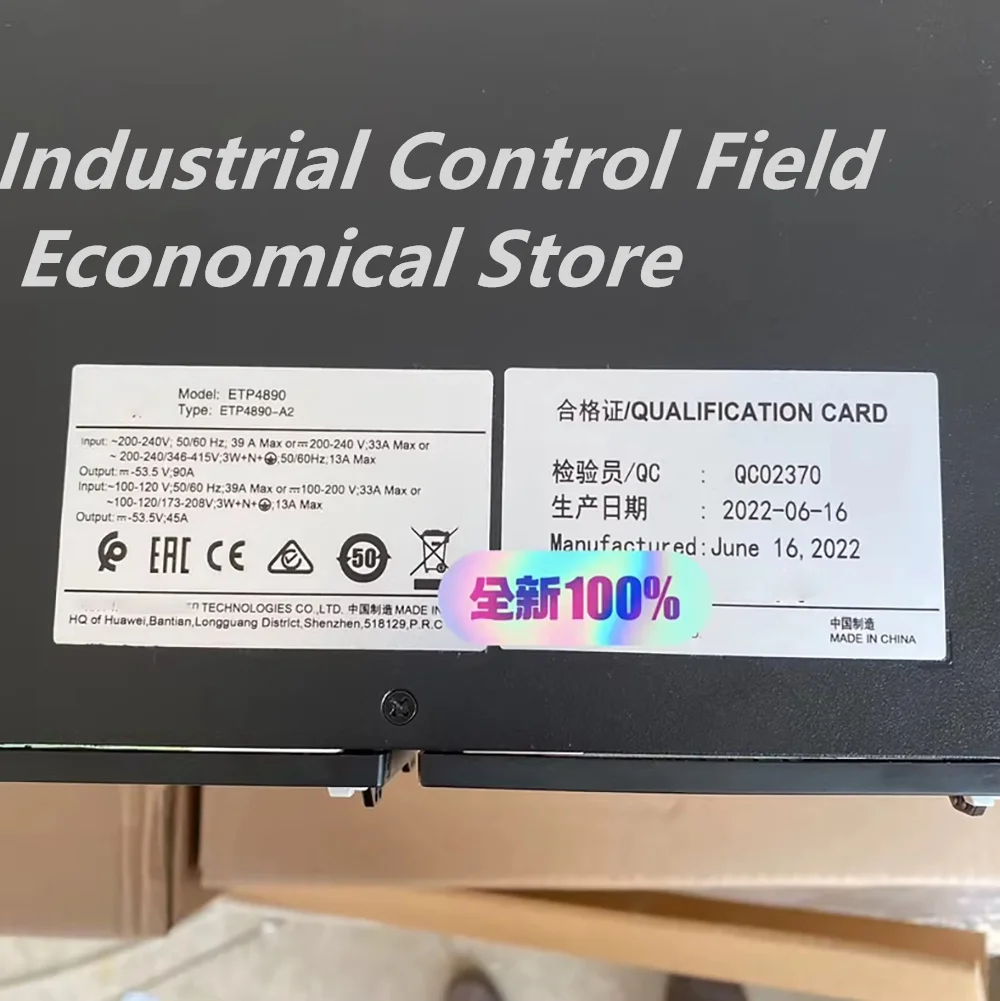 Industrial Control Field
Economical Store
Model: ETP4890
Type: ETP4890-A2
Input: ~200-240V; 50/60 Hz; 39 A Max or⎓200-240 V;33A Max or
~ 200-240/346-415V;3W+N+⏚,50/60Hz;13A Max
Output: ⎓ -53.5 V;90A
Input:~100-120 V;50/60 Hz;39A Max or ⎓100-200 V;33A Max or
~100-120/173-208V;3W+N+⏚;13A Max
Output: ⎓-53.5V;45A
EAC CE 50
TECHNOLOGIES CO.,LTD. 中国制造 MADE IN
HQ of Huawei,Bantian,Longguang District,Shenzhen,518129,P.R.C
合格证/QUALIFICATION CARD
检验员/QC : QC02370
生产日期 : 2022-06-16
Manufactured:June 16,2022
全新100%
中国制造
MADE IN CHINA